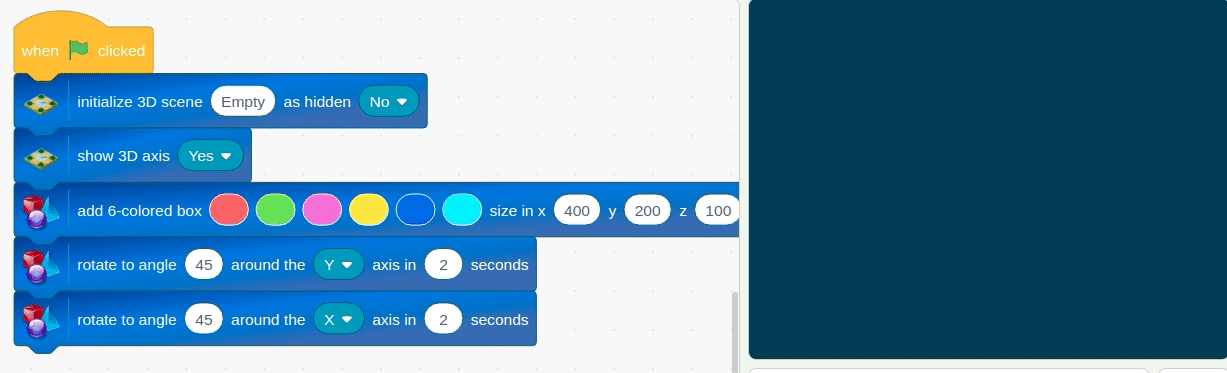 when clicked
initialize 3D scene Empty as hidden No
show 3D axis Yes
add 6-colored box size in x 400 y 200 z 100
rotate to angle 45 around the Y axis in 2 seconds
rotate to angle 45 around the X axis in 2 seconds